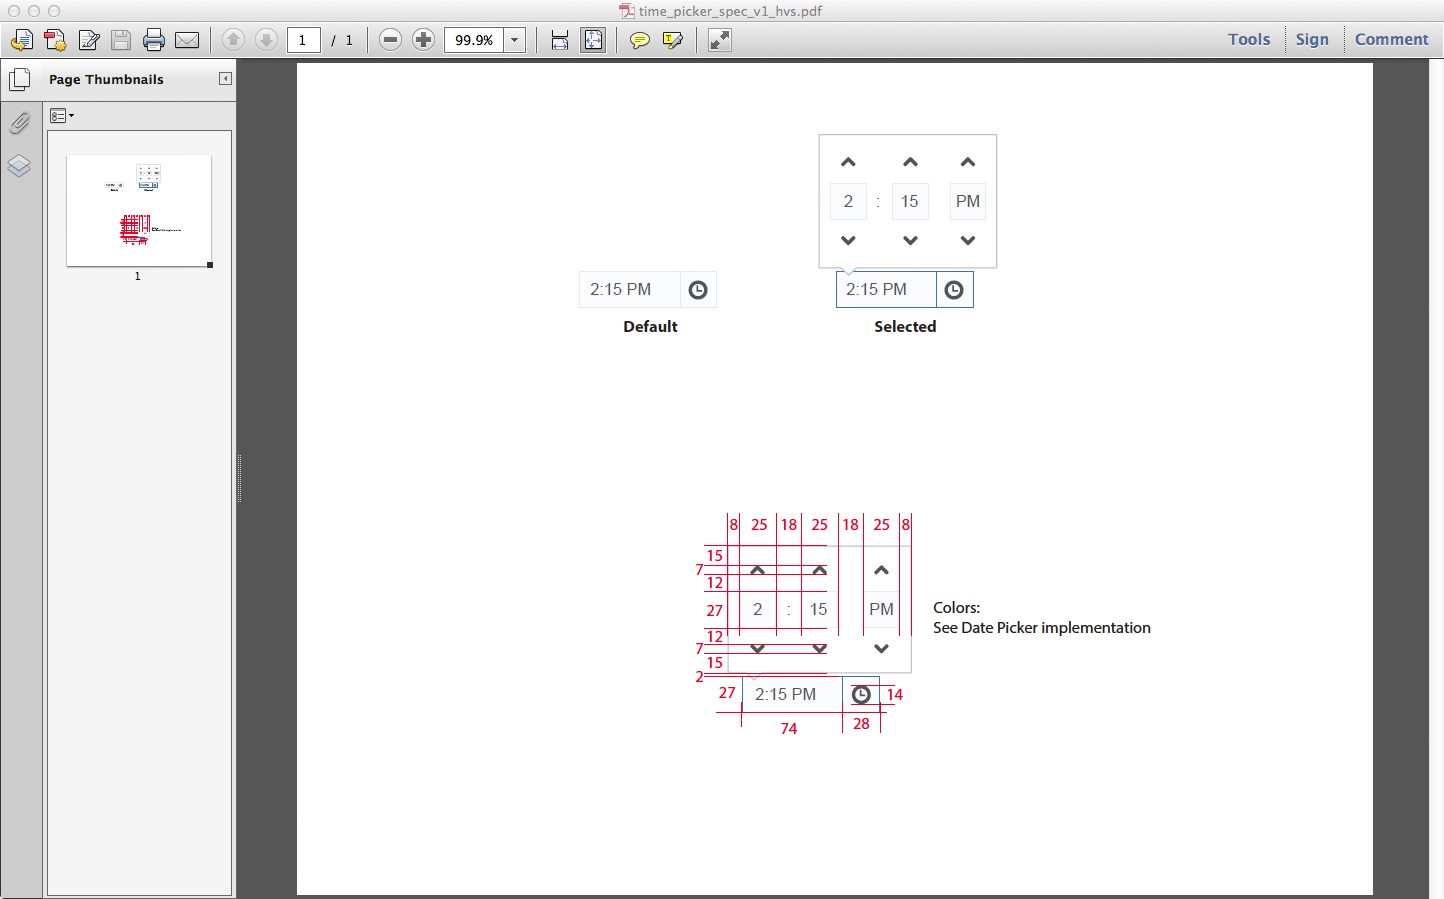 time_picker_spec_v1_hvs.pdf
1 / 1
99.9%
Tools
Sign
Comment
Page Thumbnails
1
2 : 15 PM
2:15 PM
Default
2:15 PM
Selected
8 25 18 25 18 25 8
15
7
12
27
12
7
15
2
27
2 : 15 PM
2:15 PM
14
74
28
Colors:
See Date Picker implementation